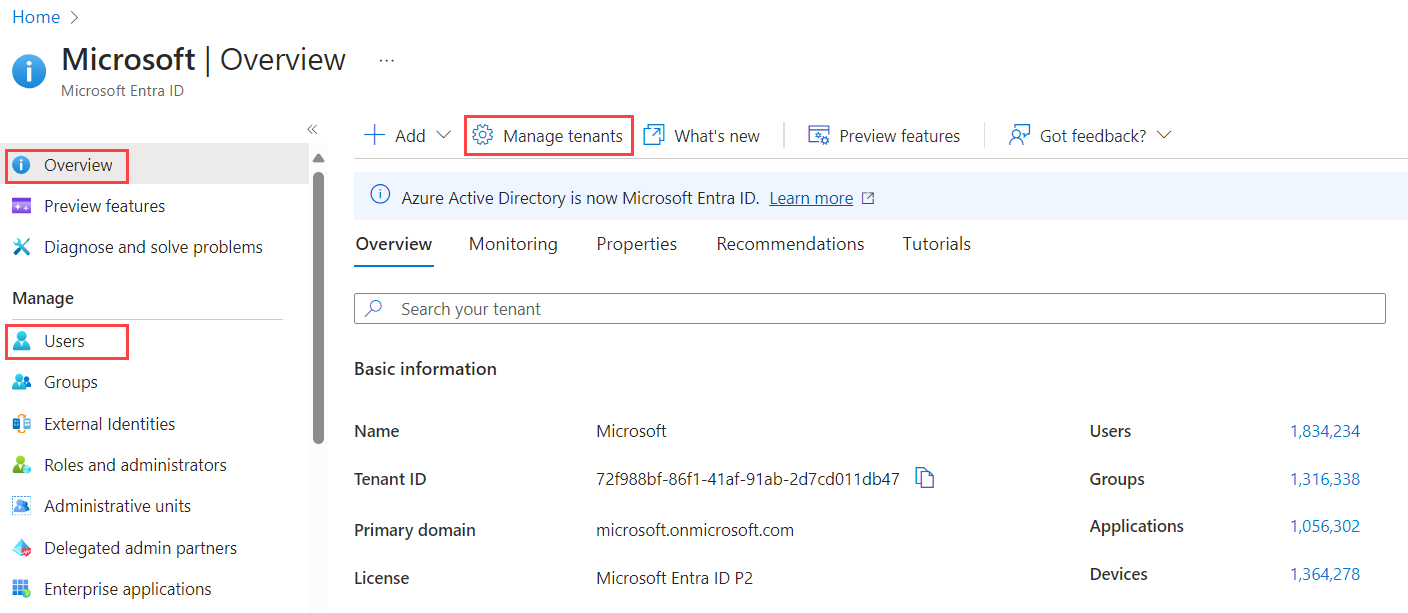 Home
Microsoft | Overview ...
Microsoft Entra ID
Add
Manage tenants
What's new
Preview features
Got feedback?
Overview
Preview features
Diagnose and solve problems
Manage
Users
Groups
External Identities
Roles and administrators
Administrative units
Delegated admin partners
Enterprise applications
Azure Active Directory is now Microsoft Entra ID. Learn more
Overview Monitoring Properties Recommendations Tutorials
Search your tenant
Basic information
Name Microsoft Users 1,834,234
Tenant ID 72f988bf-86f1-41af-91ab-2d7cd011db47 Groups 1,316,338
Primary domain microsoft.onmicrosoft.com Applications 1,056,302
License Microsoft Entra ID P2 Devices 1,364,278